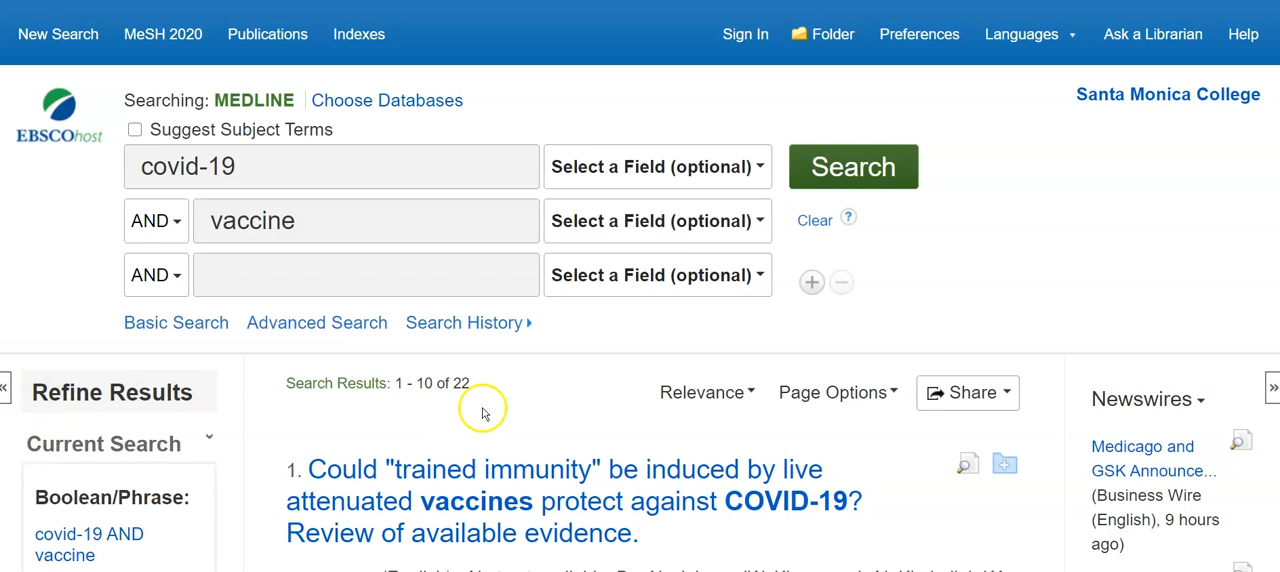 New Search MeSH 2020 Publications Indexes Sign In Folder Preferences Languages Ask a Librarian Help
EBSCOhost
Searching: MEDLINE Choose Databases
Santa Monica College
Suggest Subject Terms
covid-19 Select a Field (optional) Search
AND vaccine Select a Field (optional) Clear ?
AND Select a Field (optional)
Basic Search Advanced Search Search History
Refine Results
Current Search
Boolean/Phrase:
covid-19 AND
vaccine
Search Results: 1 - 10 of 22
Relevance Page Options Share
1. Could "trained immunity" be induced by live
attenuated vaccines protect against COVID-19?
Review of available evidence.
Newswires
Medicago and
GSK Announce...
(Business Wire
(English), 9 hours
ago)